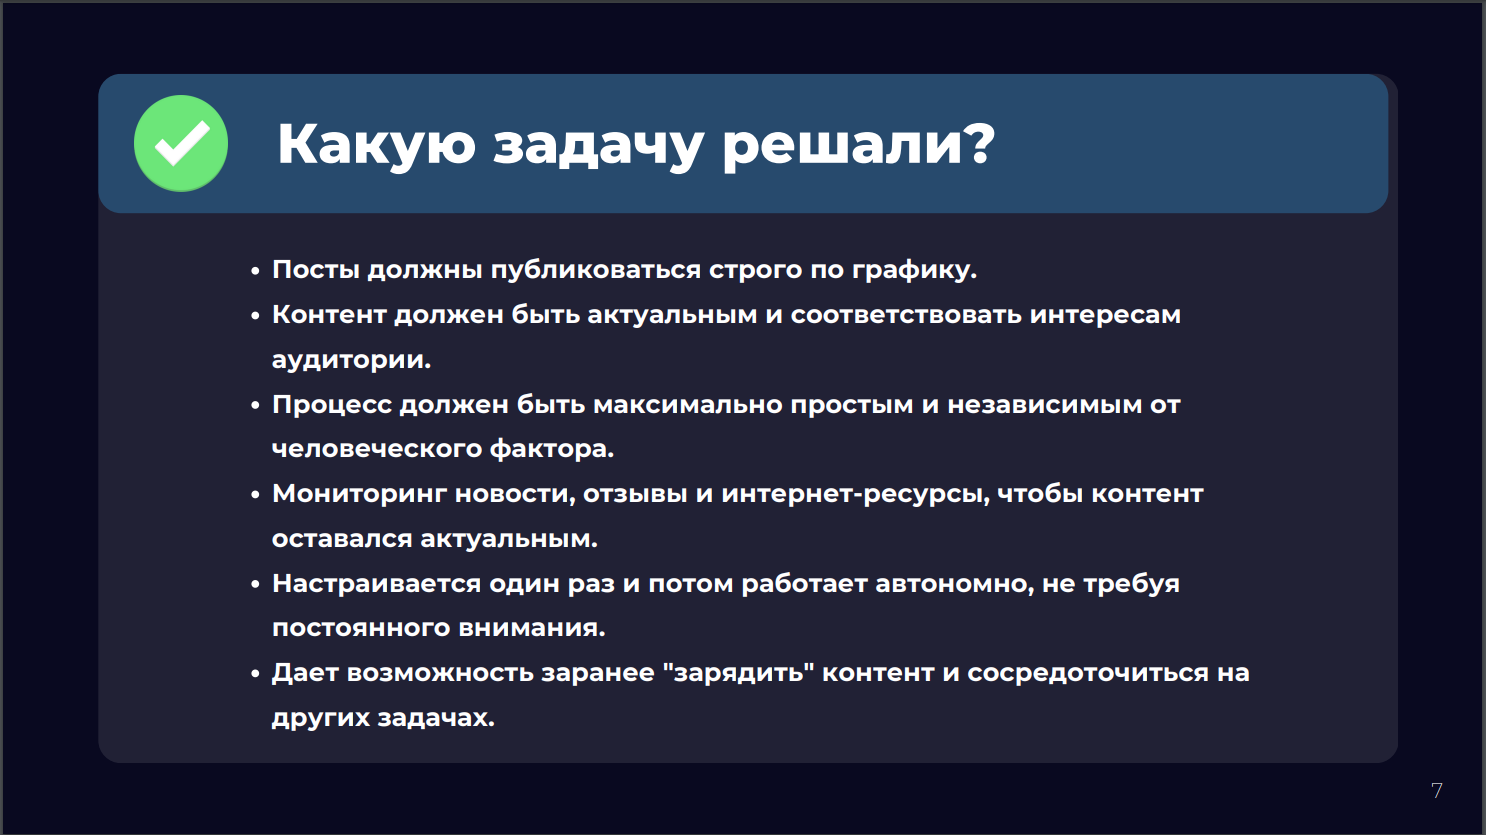 Какую задачу решали?
• Посты должны публиковаться строго по графику.
• Контент должен быть актуальным и соответствовать интересам
аудитории.
• Процесс должен быть максимально простым и независимым от
человеческого фактора.
• Мониторинг новости, отзывы и интернет-ресурсы, чтобы контент
оставался актуальным.
• Настраивается один раз и потом работает автономно, не требуя
постоянного внимания.
• Дает возможность заранее "зарядить" контент и сосредоточиться на
других задачах.
7